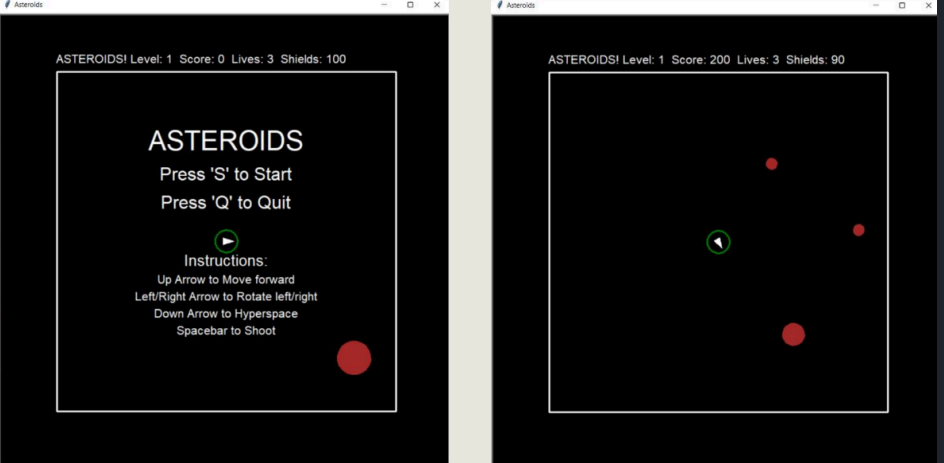 Asteroids
ASTEROIDS! Level: 1 Score: 0 Lives: 3 Shields: 100
ASTEROIDS
Press 'S' to Start
Press 'Q' to Quit
Instructions:
Up Arrow to Move forward
Left/Right Arrow to Rotate left/right
Down Arrow to Hyperspace
Spacebar to Shoot
Asteroids
ASTEROIDS! Level: 1 Score: 200 Lives: 3 Shields: 90